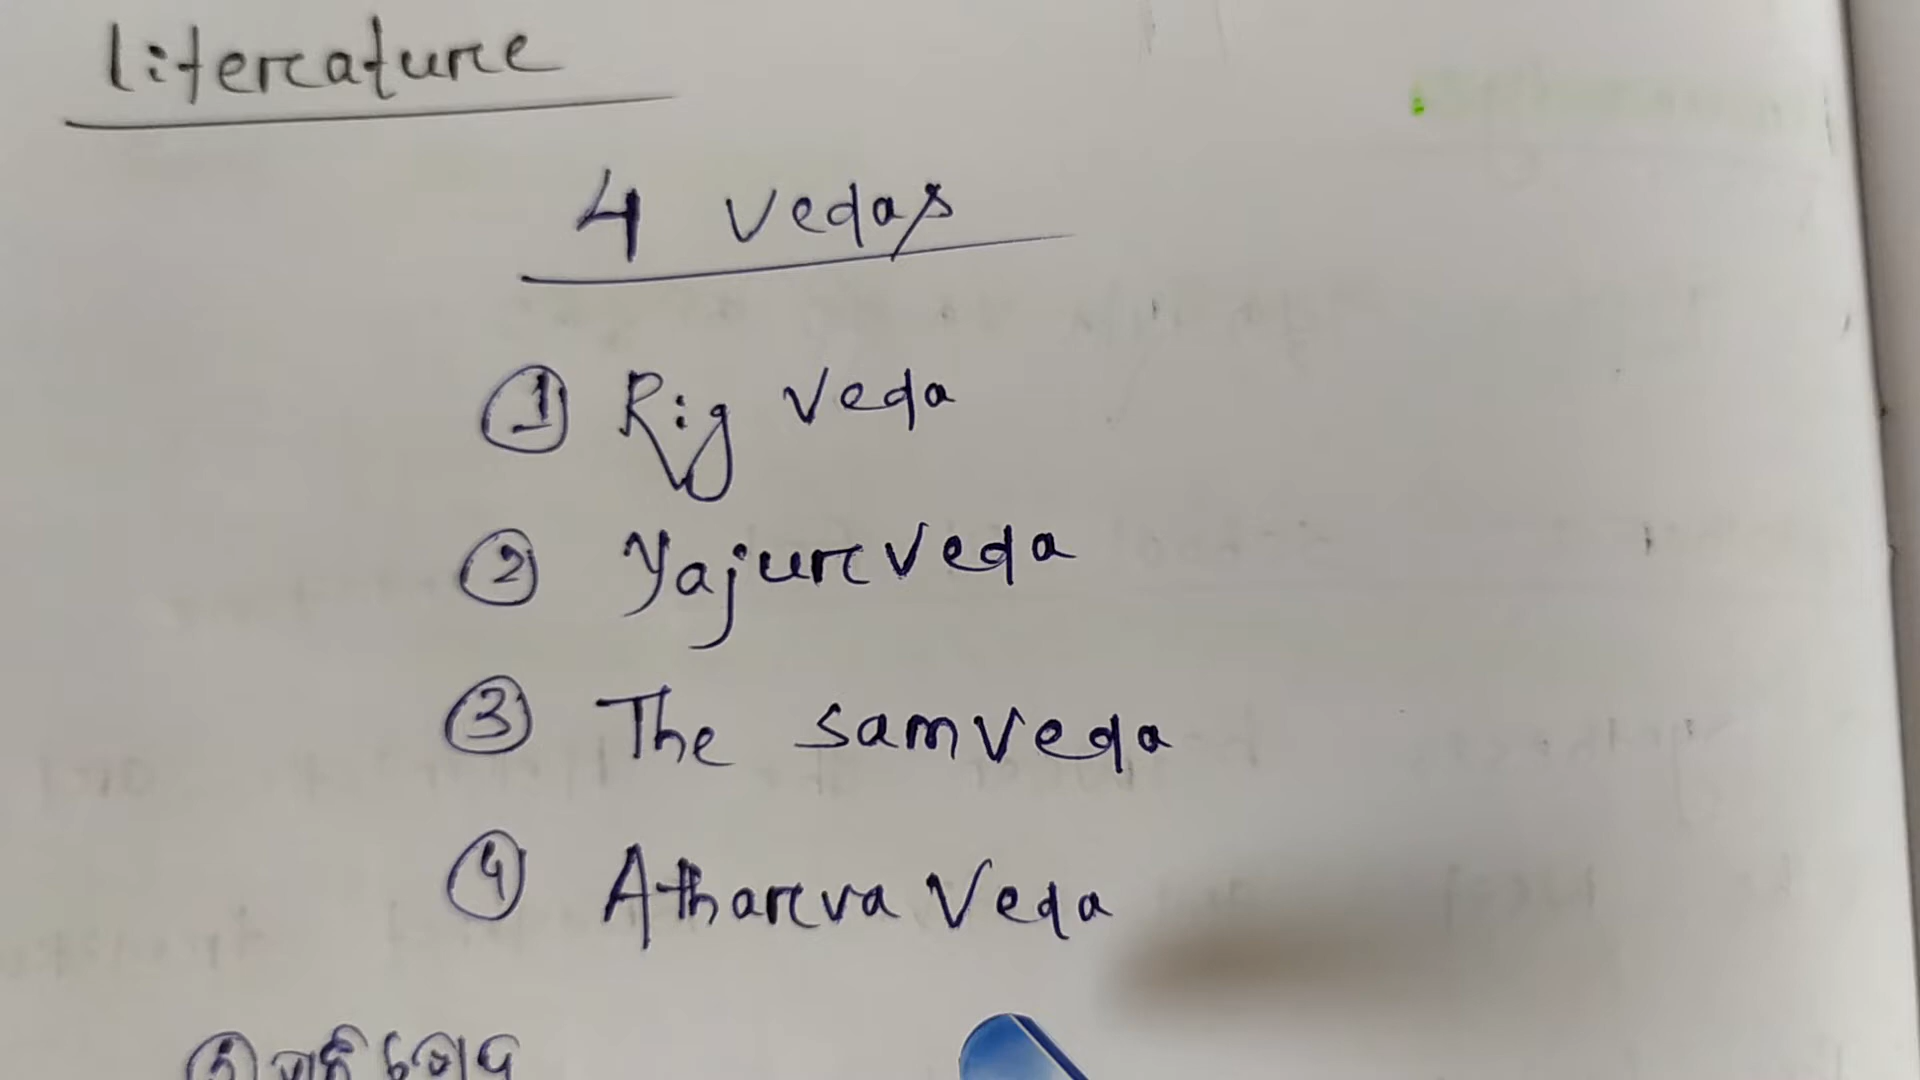 Literature
4 Vedas
① Rig Veda
② Yajurveda
③ The samveda
④ Atharva Veda